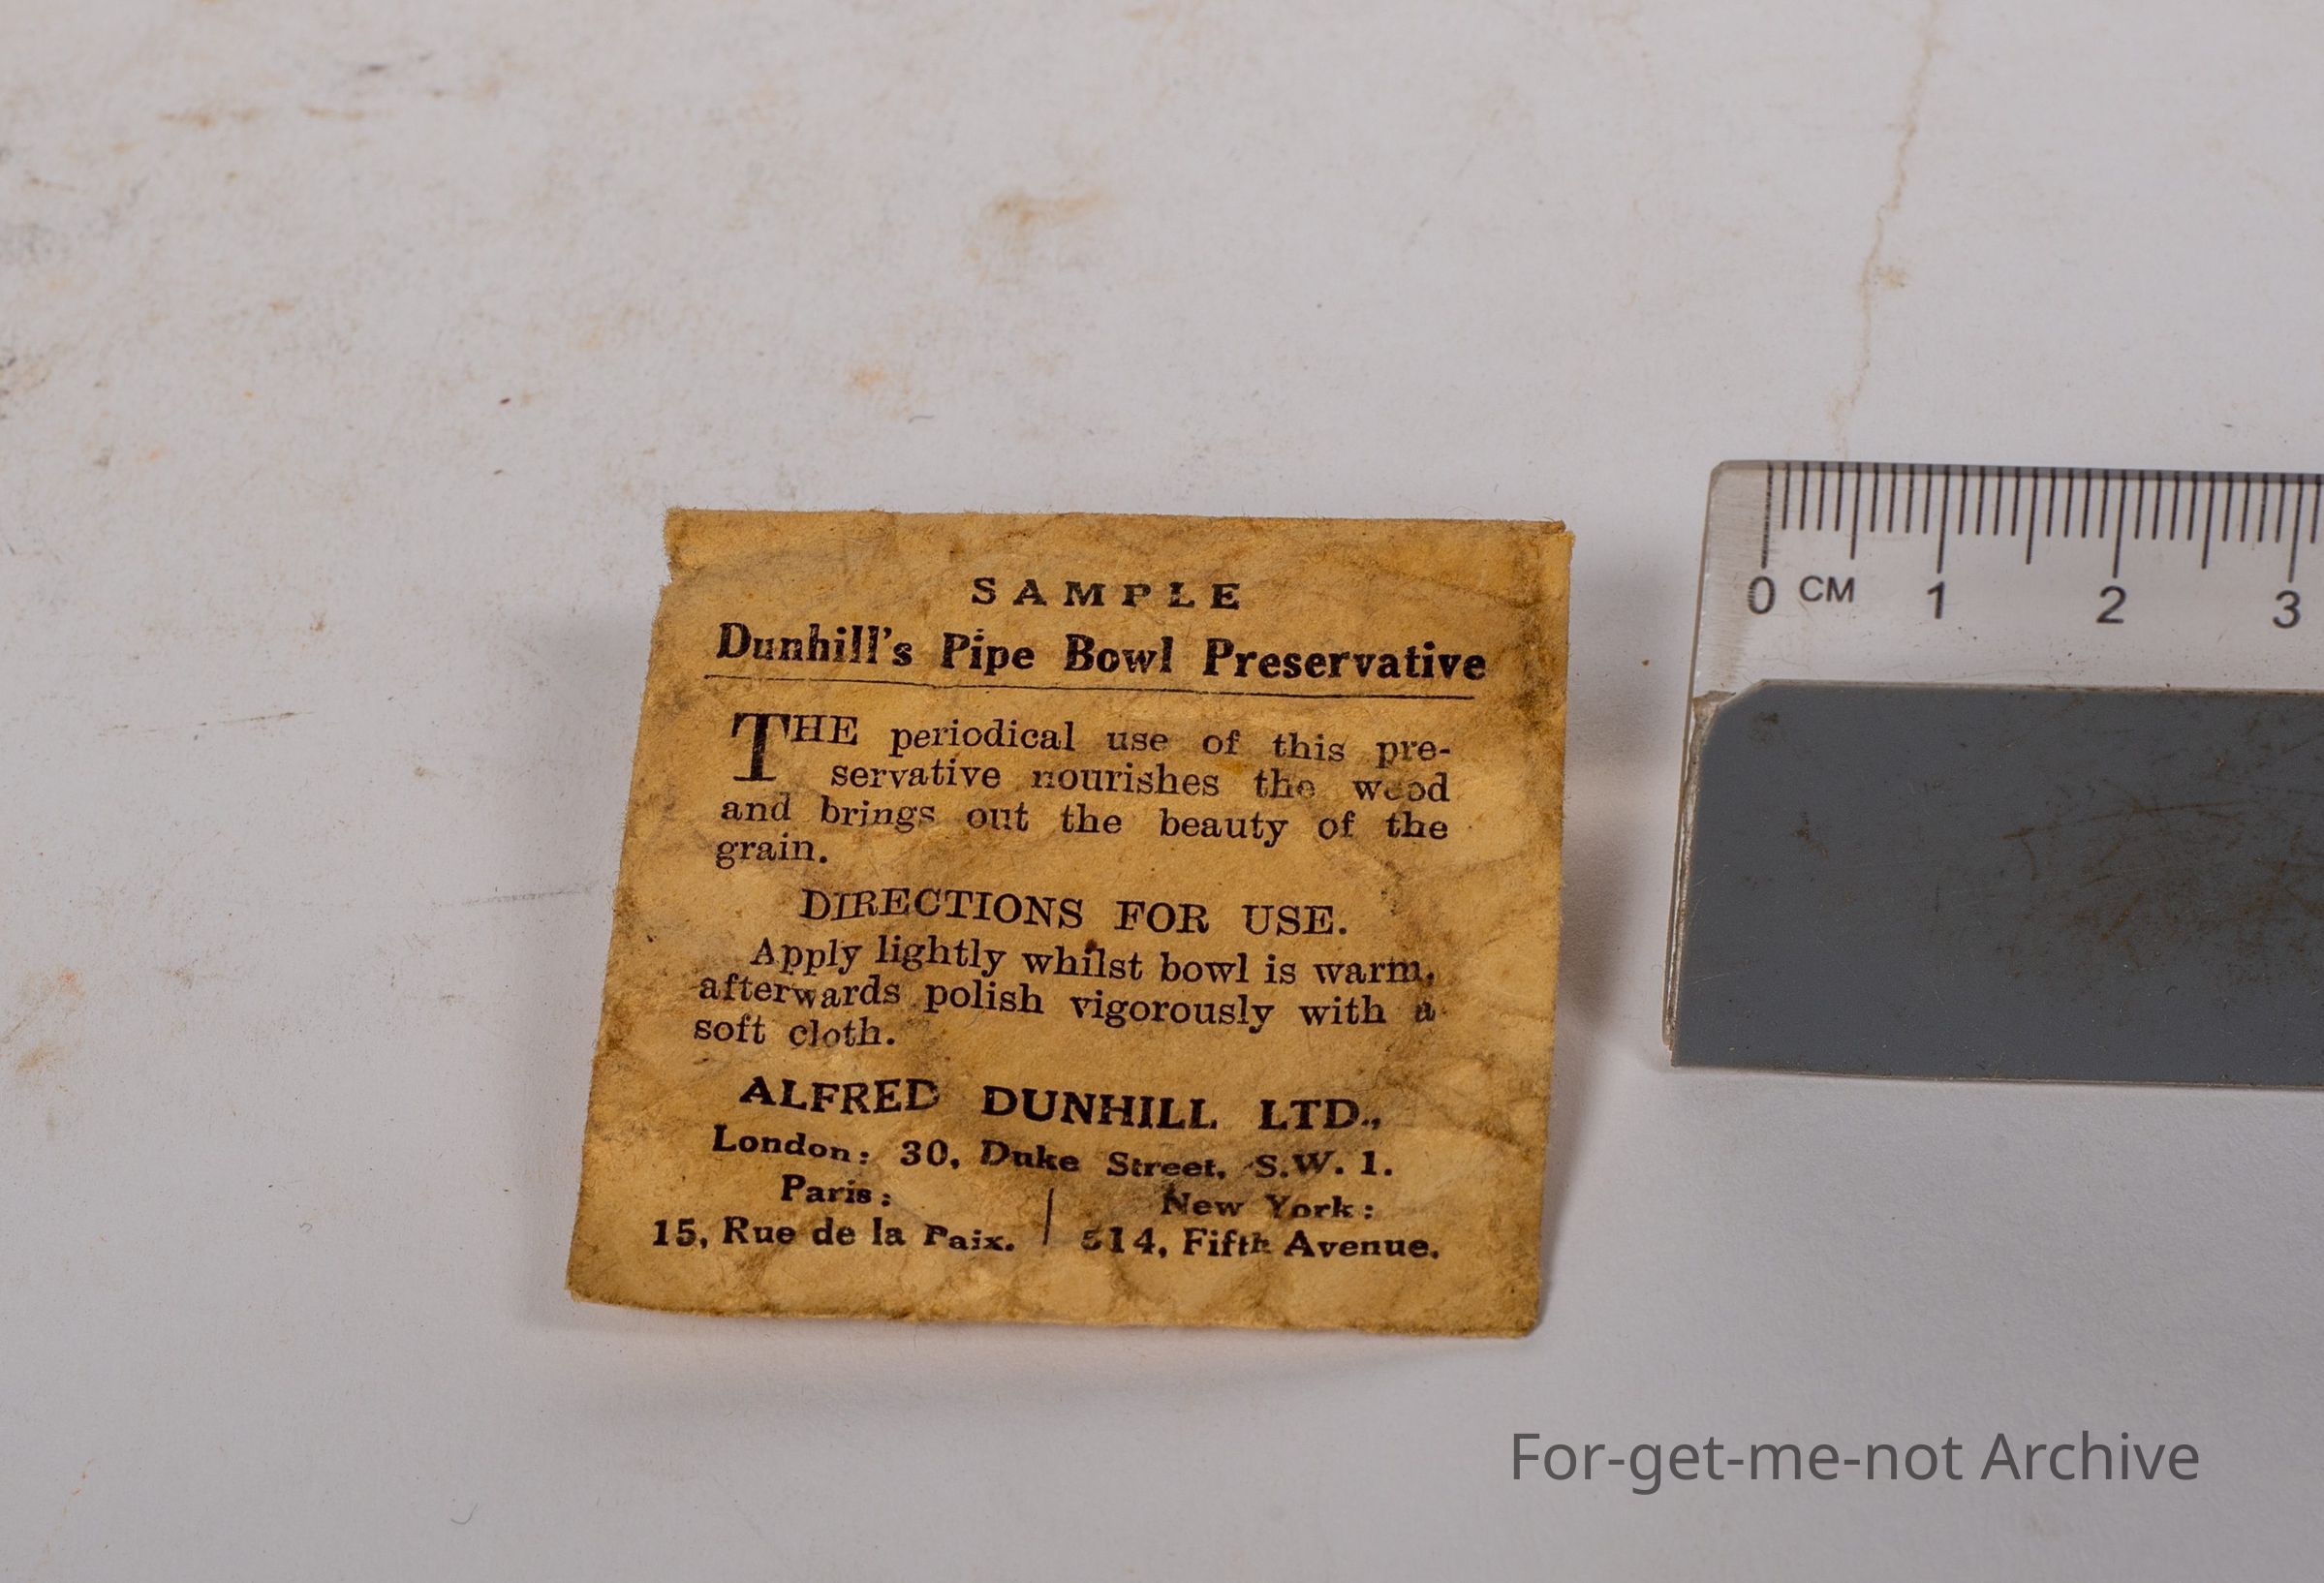 SAMPLE
Dunhill's Pipe Bowl Preservative
THE periodical use of this pre-
servative nourishes the wood
and brings out the beauty of the
grain.
DIRECTIONS FOR USE.
Apply lightly whilst bowl is warm,
afterwards polish vigorously with a
soft cloth.
ALFRED DUNHILL LTD.,
London: 30, Duke Street, S.W. 1.
Paris:
15, Rue de la Paix.
New York:
514, Fifth Avenue.
0 CM 1 2 3
For-get-me-not Archive